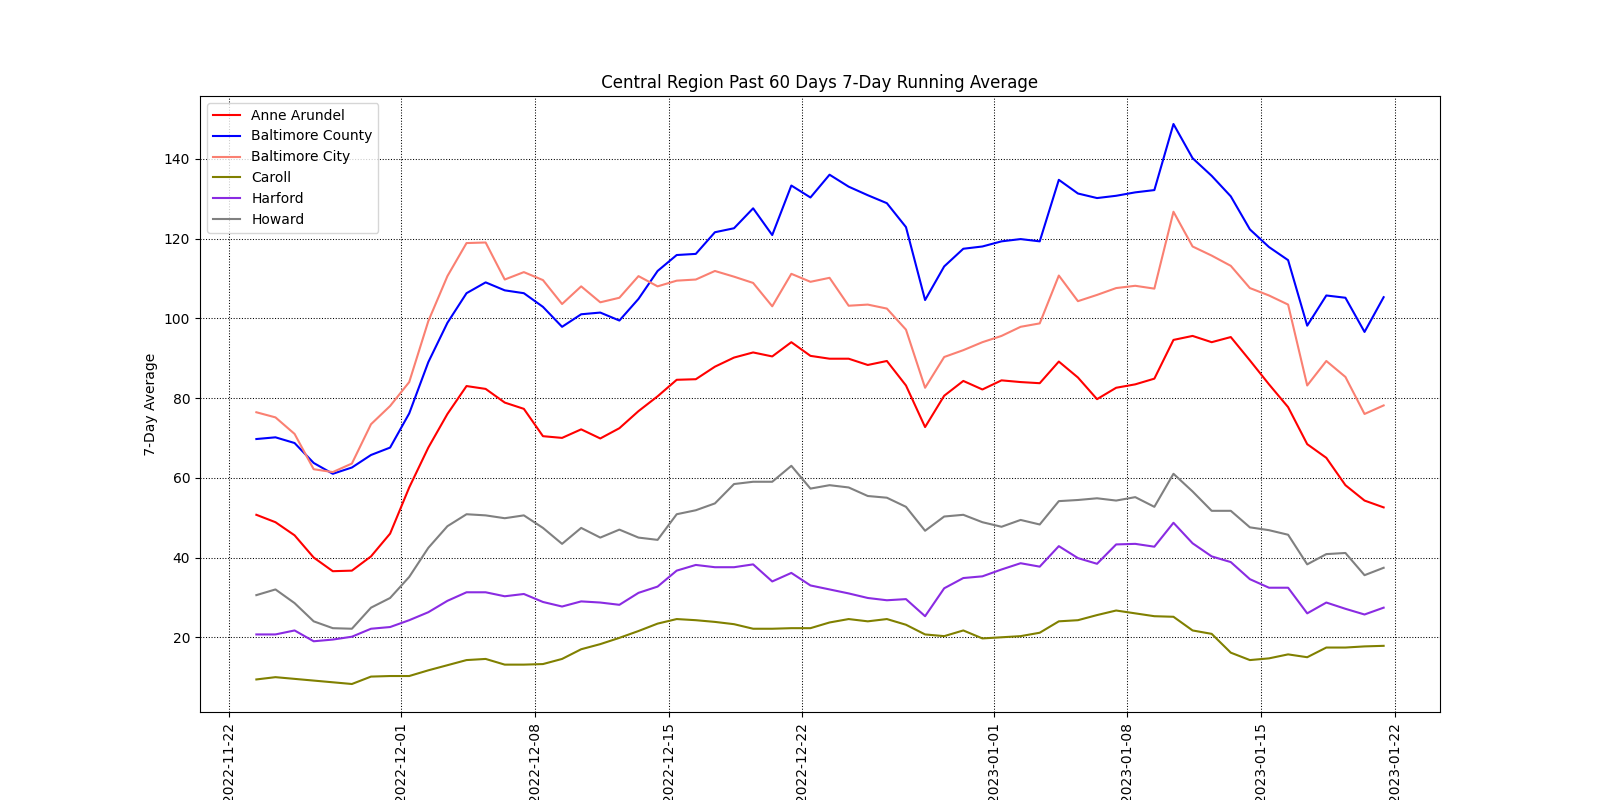 Central Region Past 60 Days 7-Day Running Average
Anne Arundel
Baltimore County
Baltimore City
Caroll
Harford
Howard
7-Day Average
140
120
100
80
60
40
20
2022-11-22
2022-12-01
2022-12-08
2022-12-15
2022-12-22
2023-01-01
2023-01-08
2023-01-15
2023-01-22